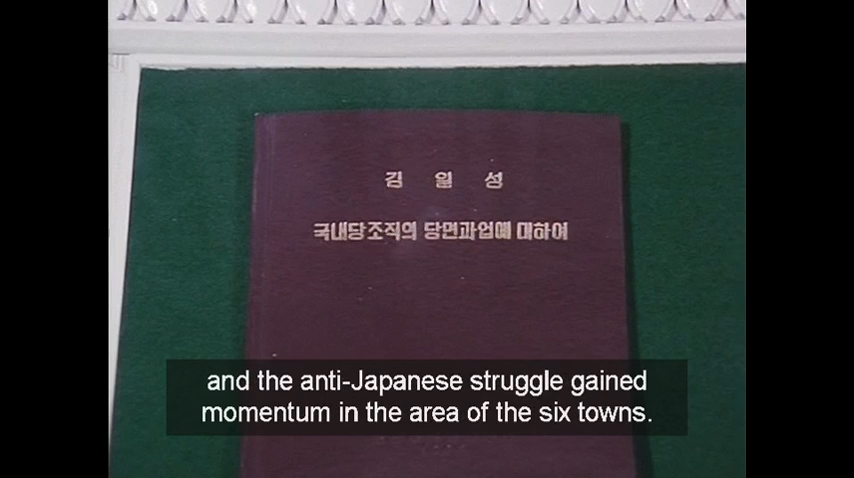 김 일 성
국내당조직의 당면과업에 대하여
and the anti-Japanese struggle gained
momentum in the area of the six towns.